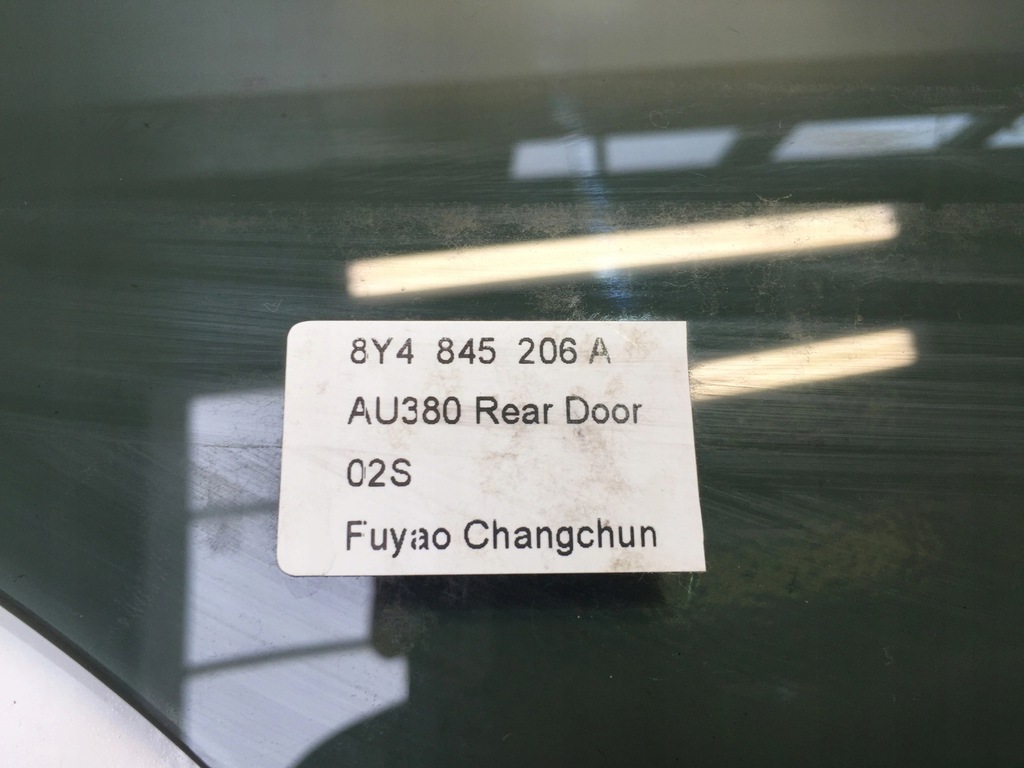 8Y4 845 206 A
AU380 Rear Door
02S
Fuyao Changchun